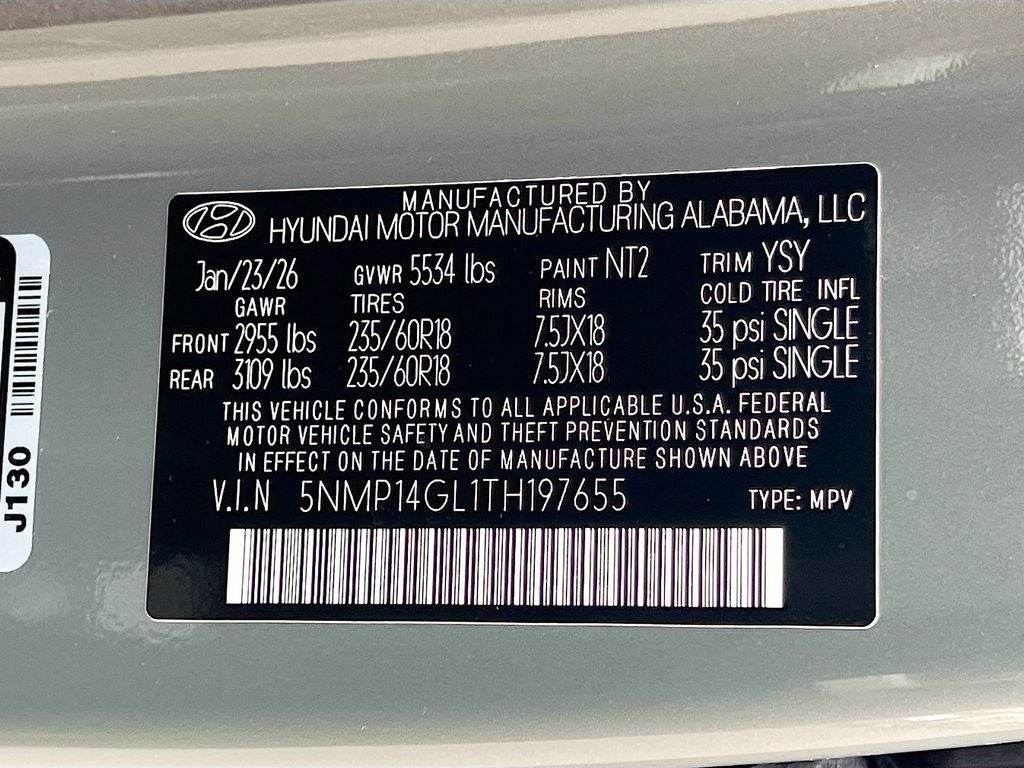 MANUFACTURED BY
HYUNDAI MOTOR MANUFACTURING ALABAMA, LLC
Jan/23/26 GVWR 5534 lbs PAINT NT2 TRIM YSY
GAWR TIRES RIMS COLD TIRE INFL
FRONT 2955 lbs 235/60R18 7.5JX18 35 psi SINGLE
REAR 3109 lbs 235/60R18 7.5JX18 35 psi SINGLE
THIS VEHICLE CONFORMS TO ALL APPLICABLE U.S.A. FEDERAL
MOTOR VEHICLE SAFETY AND THEFT PREVENTION STANDARDS
IN EFFECT ON THE DATE OF MANUFACTURE SHOWN ABOVE
V.I.N 5NMP14GL1TH197655 TYPE: MPV
J130